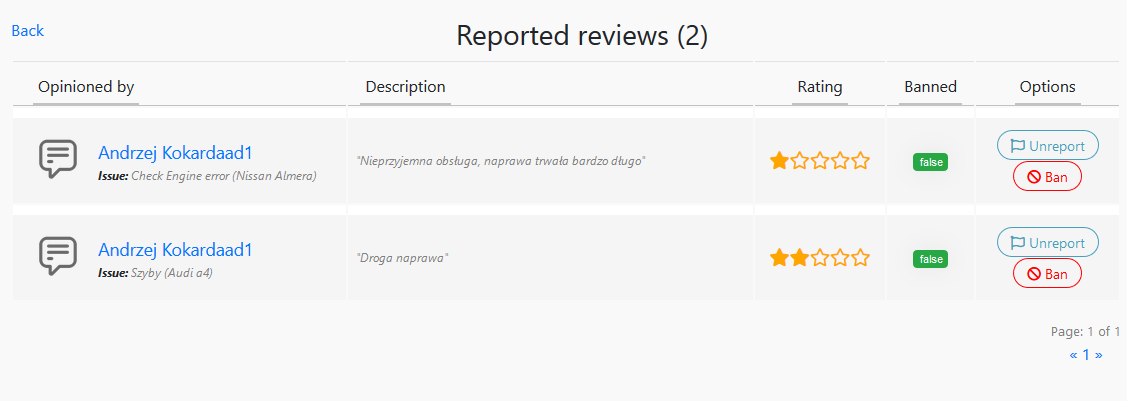 Back
Reported reviews (2)
Opinioned by Description Rating Banned Options
Andrzej Kokardaad1
Issue: Check Engine error (Nissan Almera)
"Nieprzyjemna obsługa, naprawa trwała bardzo długo"
false
Unreport
Ban
Andrzej Kokardaad1
Issue: Szyby (Audi a4)
"Droga naprawa"
false
Unreport
Ban
Page: 1 of 1
« 1 »